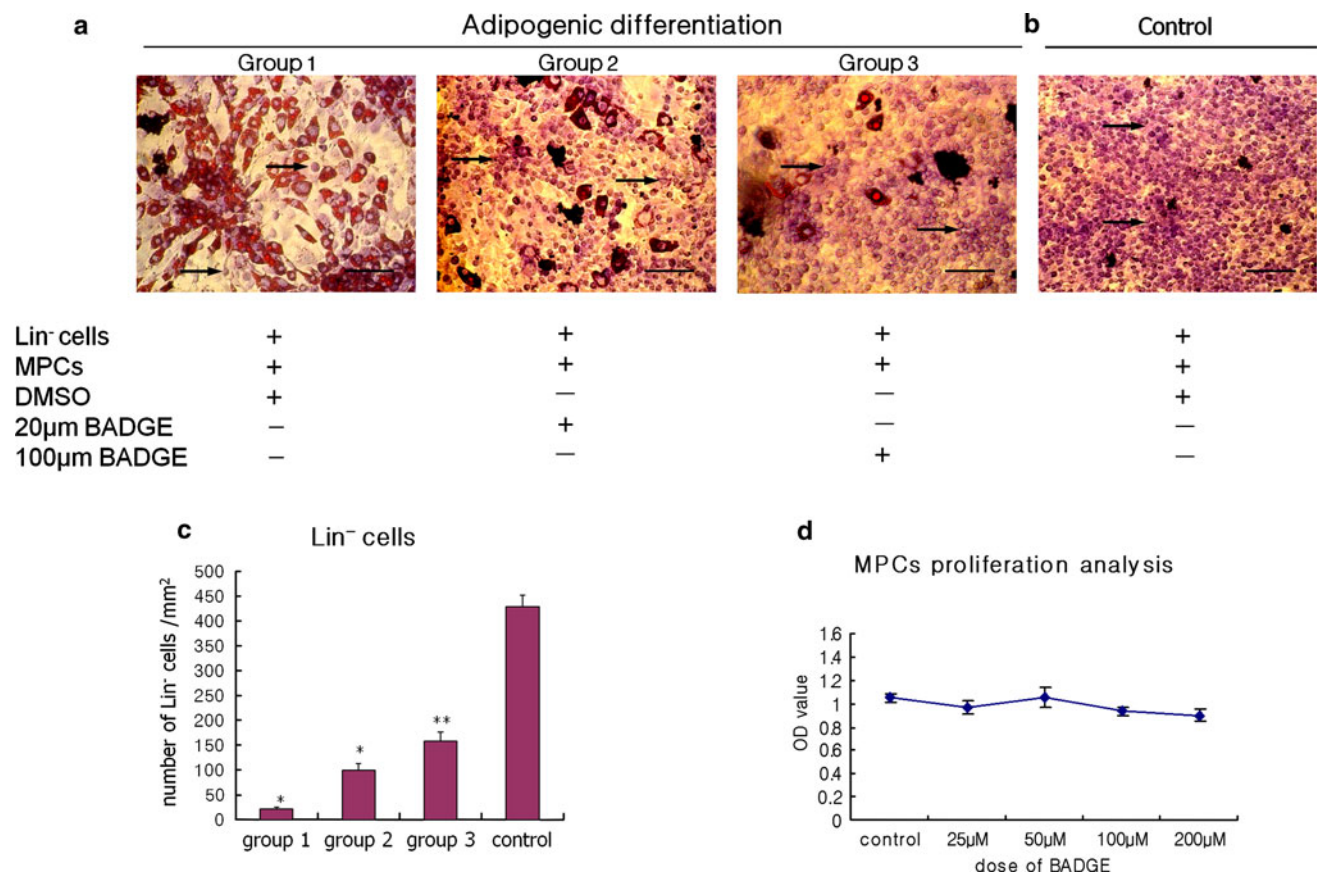 a Adipogenic differentiation b Control
Group 1 Group 2 Group 3
Lin⁻ cells + + + +
MPCs + + + +
DMSO + — — +
20μm BADGE – + — —
100μm BADGE – — + —
c Lin⁻ cells
number of Lin⁻ cells /mm²
500
450
400
350
300
250
200
150
100
50
0
* * **
group 1 group 2 group 3 control
d MPCs proliferation analysis
OD value
1.6
1.4
1.2
1
0.8
0.6
0.4
0.2
0
control 25μM 50μM 100μM 200μM
dose of BADGE